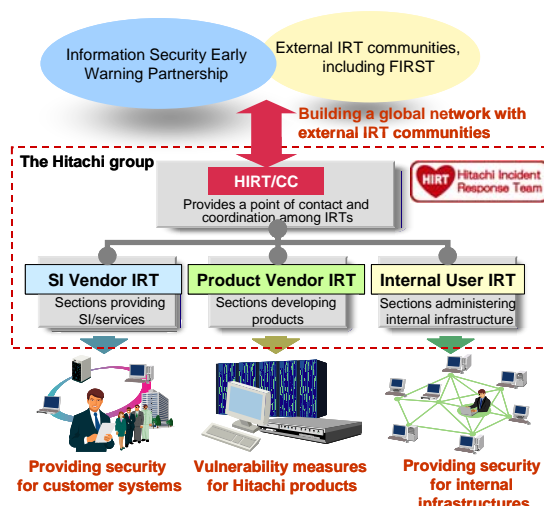 Information Security Early
Warning Partnership
External IRT communities,
including FIRST
Building a global network with
external IRT communities
The Hitachi group
HIRT/CC
Provides a point of contact and
coordination among IRTs
HIRT
Hitachi Incident
Response Team
SI Vendor IRT
Sections providing
SI/services
Product Vendor IRT
Sections developing
products
Internal User IRT
Sections administering
internal infrastructure
Providing security
for customer systems
Vulnerability measures
for Hitachi products
Providing security
for internal
infrastructures